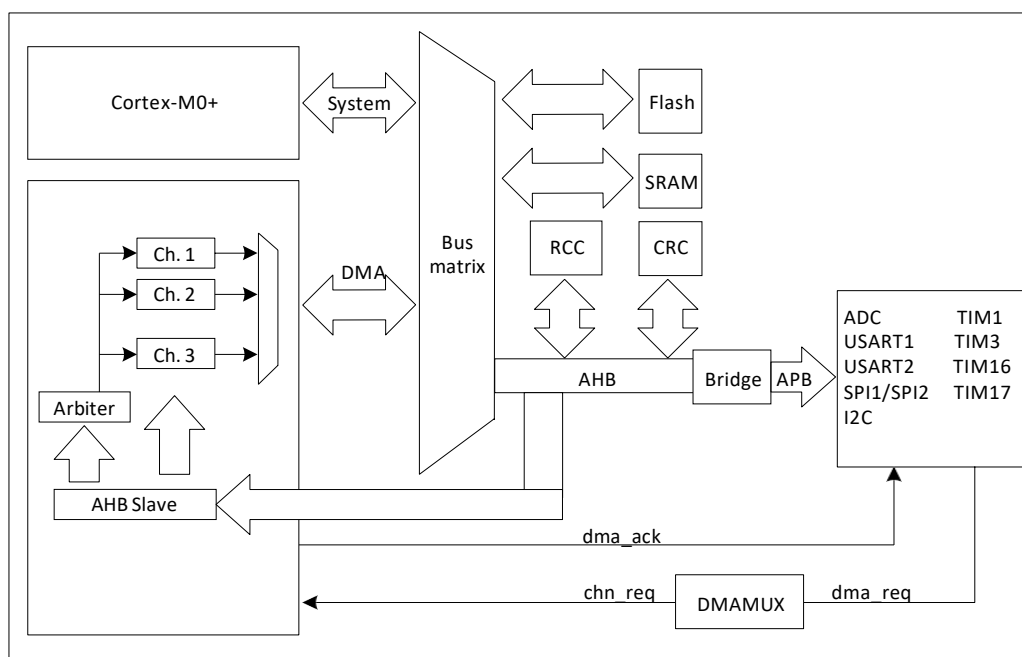 Cortex-M0+
System
Flash
SRAM
RCC
CRC
Bus
matrix
DMA
Ch. 1
Ch. 2
Ch. 3
Arbiter
AHB Slave
AHB
Bridge
APB
ADC TIM1
USART1 TIM3
USART2 TIM16
SPI1/SPI2 TIM17
I2C
dma_ack
chn_req
DMAMUX
dma_req